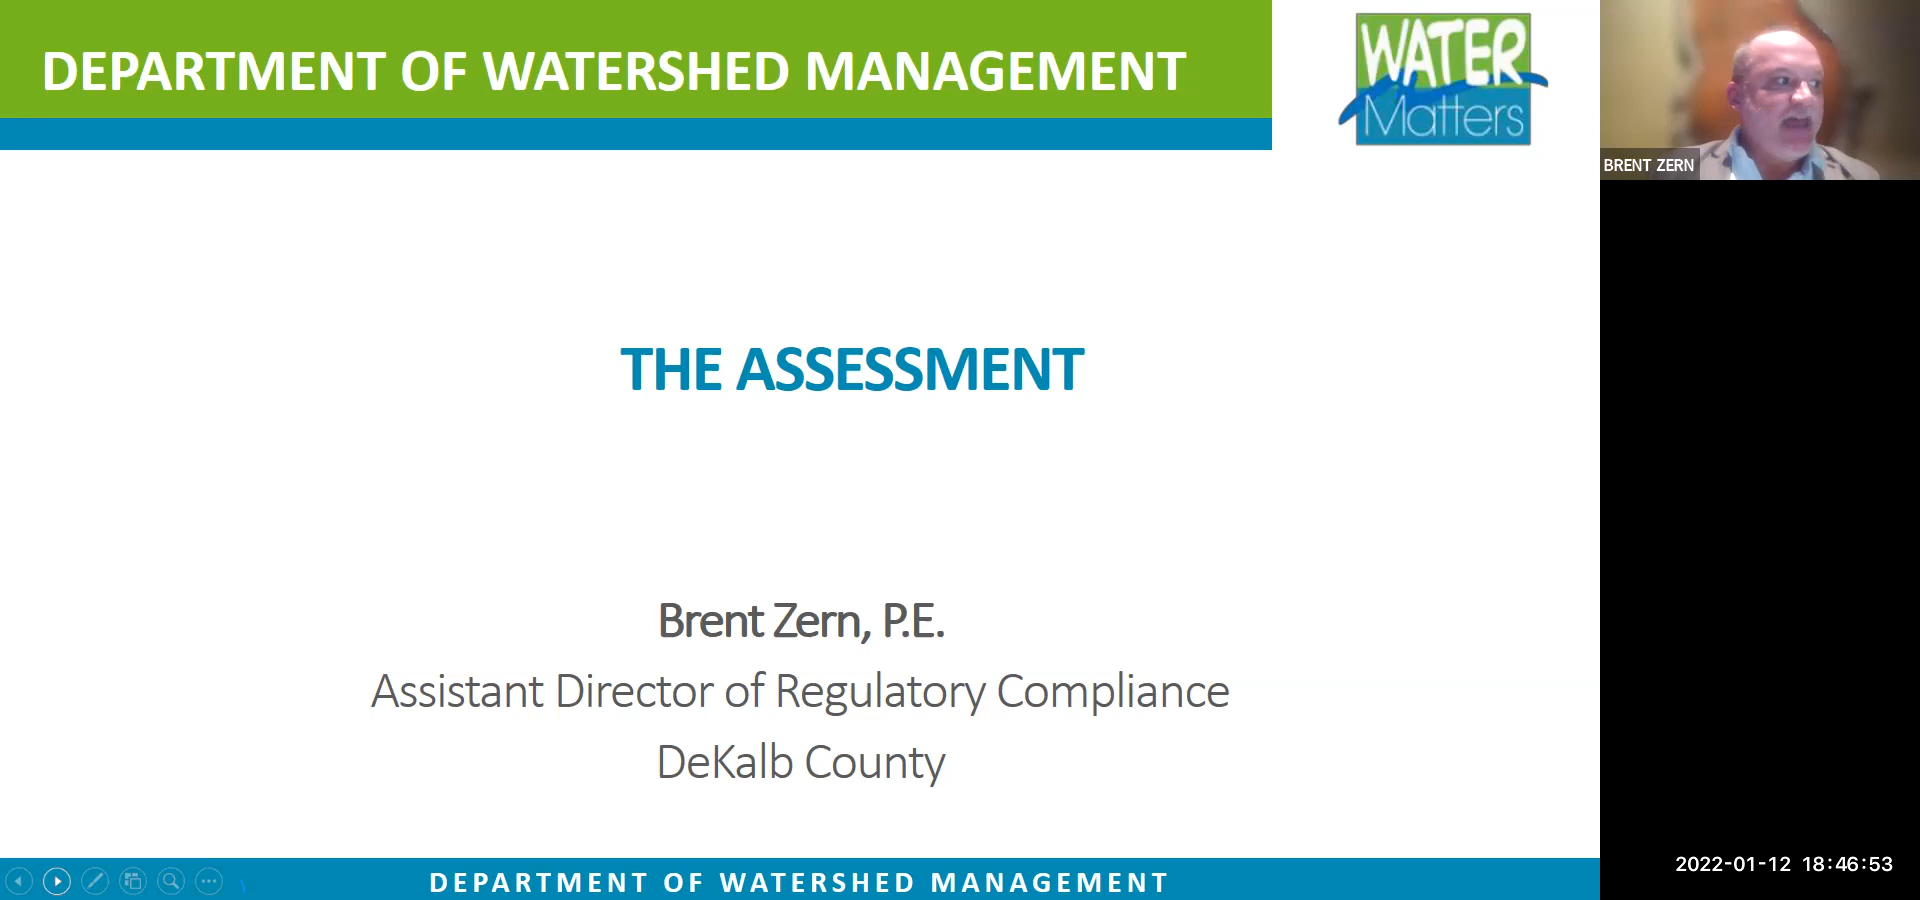 DEPARTMENT OF WATERSHED MANAGEMENT
WATER
Matters
BRENT ZERN
THE ASSESSMENT
Brent Zern, P.E.
Assistant Director of Regulatory Compliance
DeKalb County
2022-01-12 18:46:53
DEPARTMENT OF WATERSHED MANAGEMENT